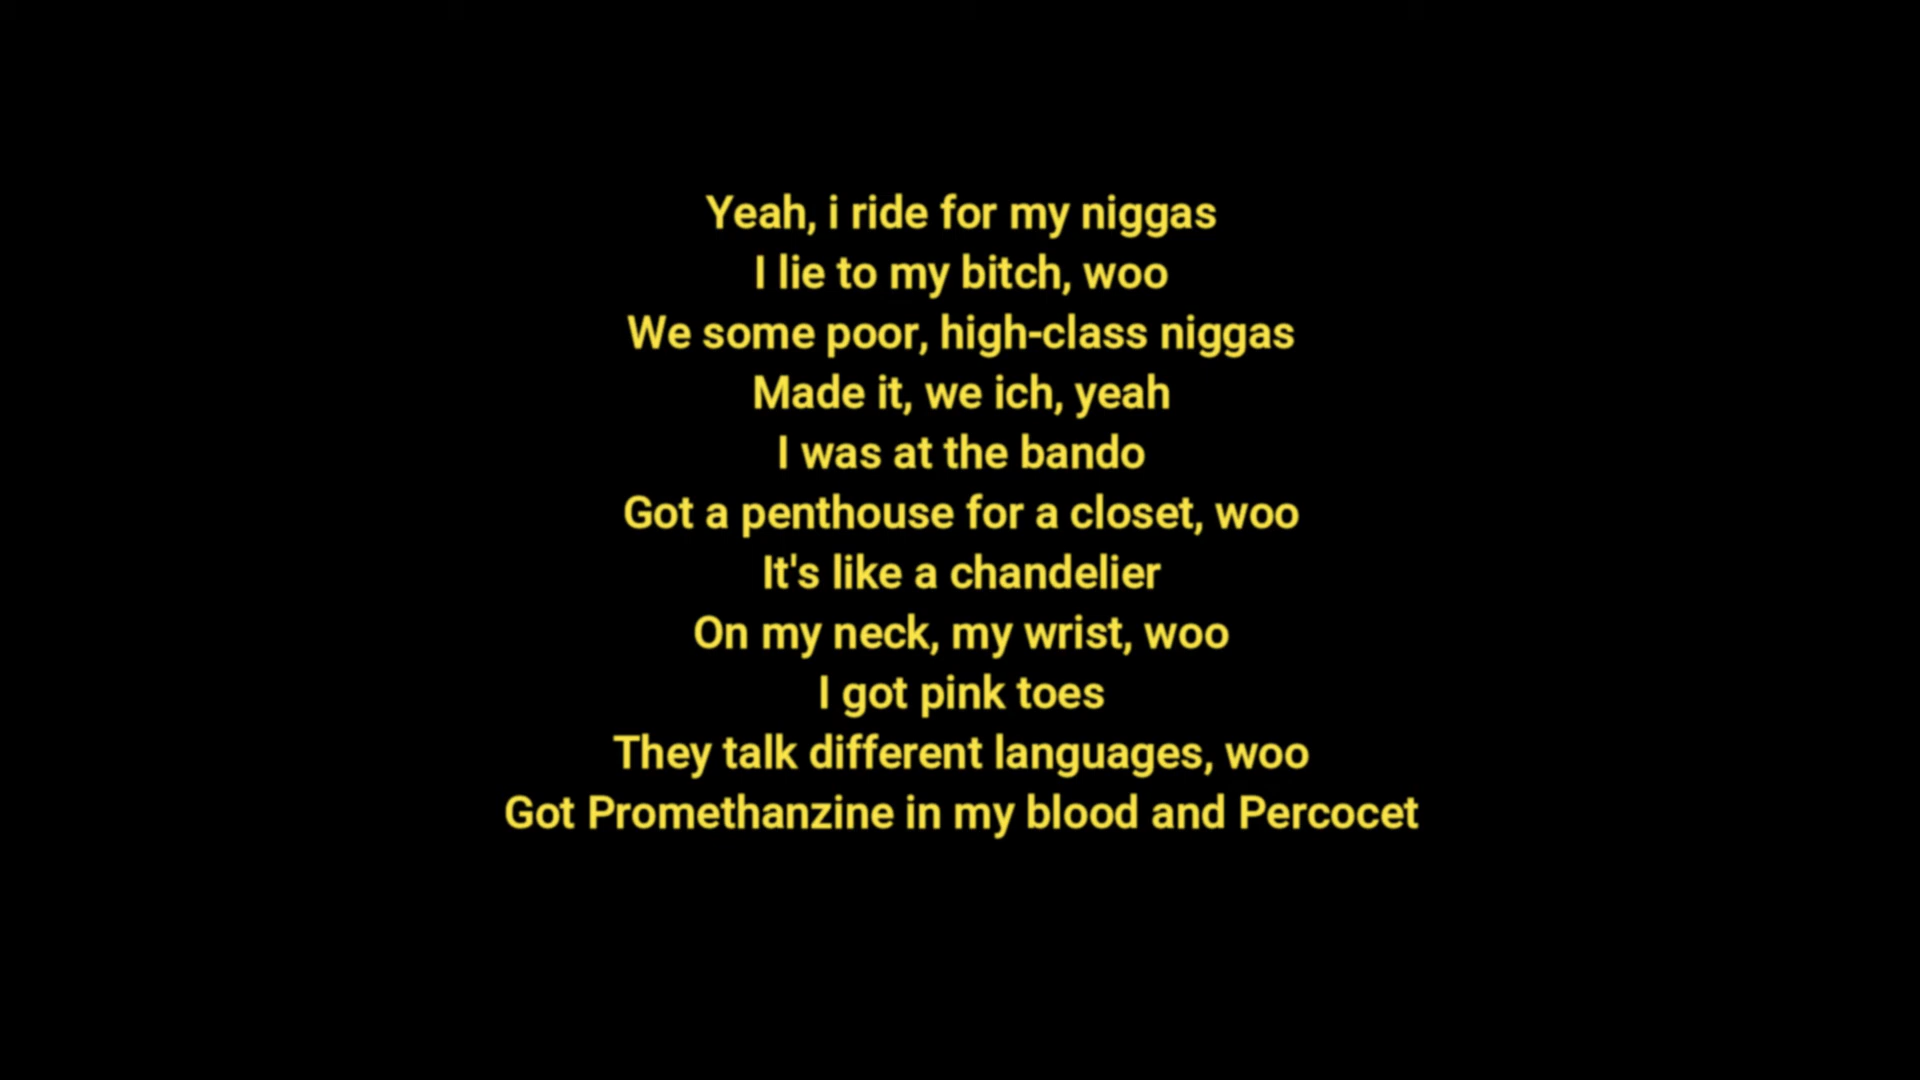 Yeah, i ride for my niggas
I lie to my bitch, woo
We some poor, high-class niggas
Made it, we ich, yeah
I was at the bando
Got a penthouse for a closet, woo
It's like a chandelier
On my neck, my wrist, woo
I got pink toes
They talk different languages, woo
Got Promethanzine in my blood and Percocet